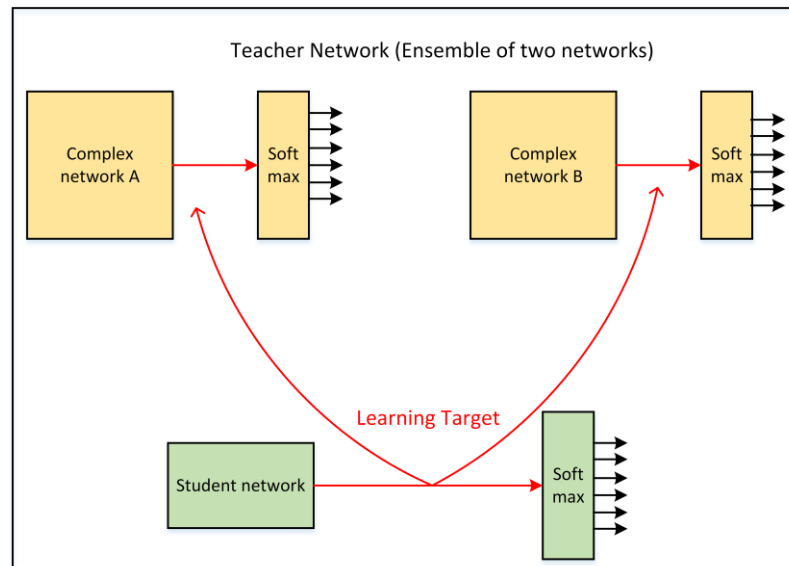 Teacher Network (Ensemble of two networks)
Complex
network A
Soft
max
Complex
network B
Soft
max
Learning Target
Student network
Soft
max